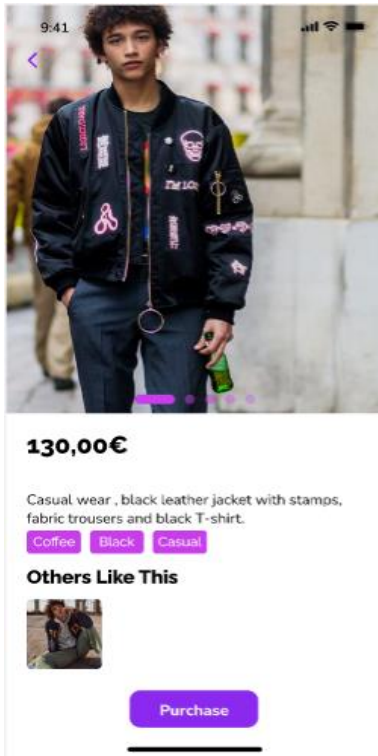 9:41
I'm LO
130,00€
Casual wear , black leather jacket with stamps,
fabric trousers and black T-shirt.
Coffee Black Casual
Others Like This
Purchase